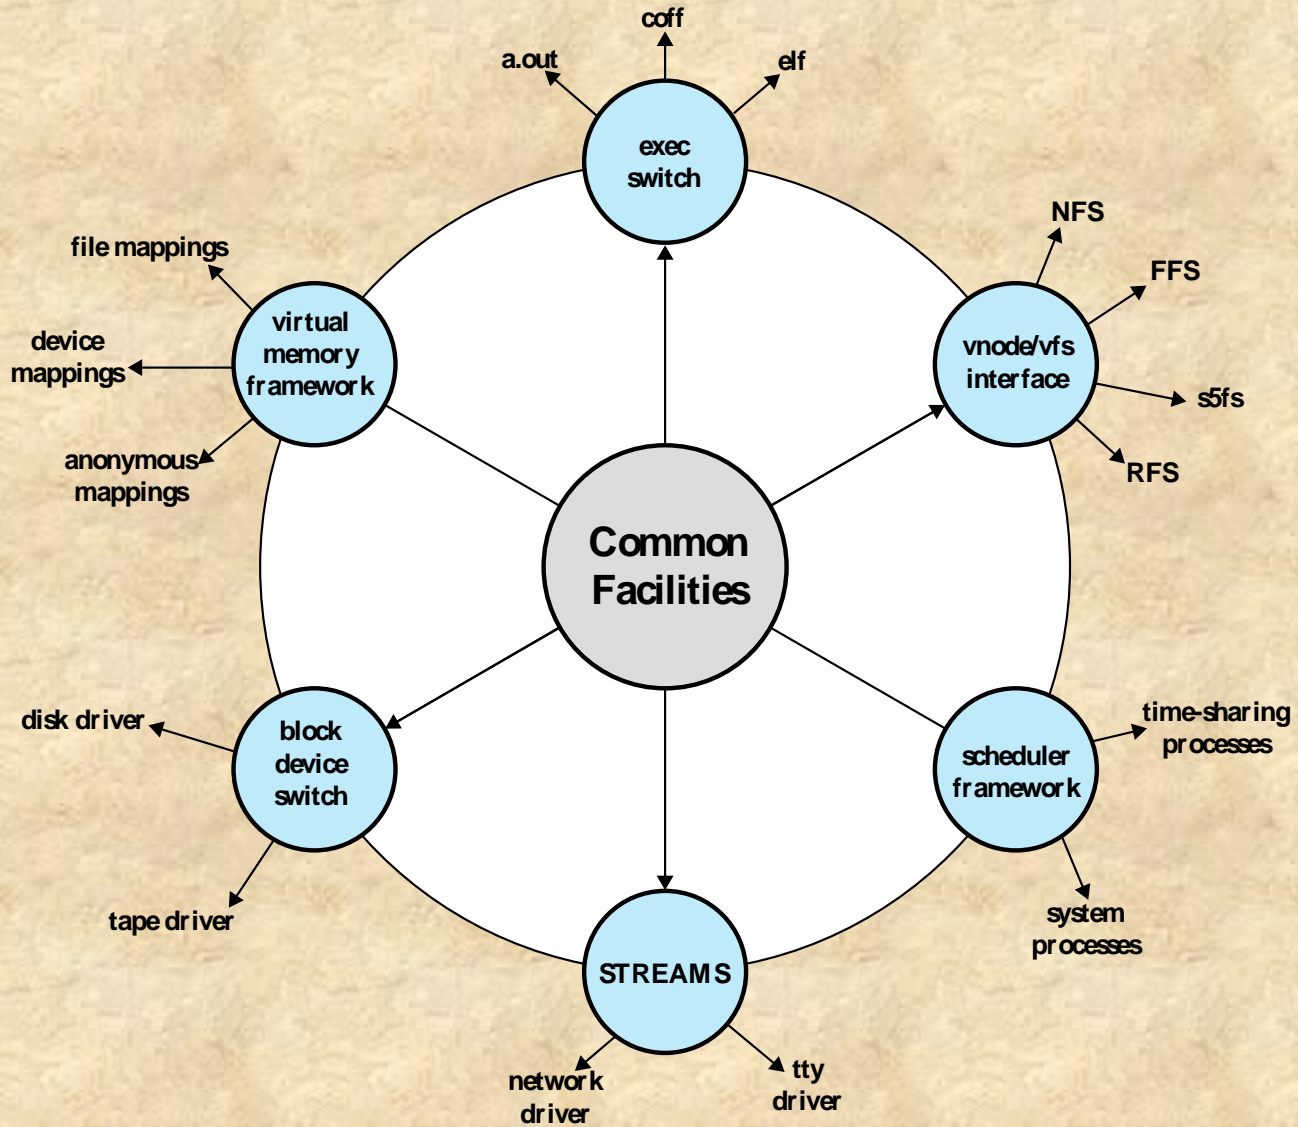 coff
a.out
elf
exec
switch
NFS
file mappings
FFS
virtual
memory
framework
device
mappings
vnode/vfs
interface
s5fs
anonymous
mappings
RFS
Common
Facilities
disk driver
block
device
switch
scheduler
framework
time-sharing
processes
tape driver
system
processes
STREAMS
network
driver
tty
driver